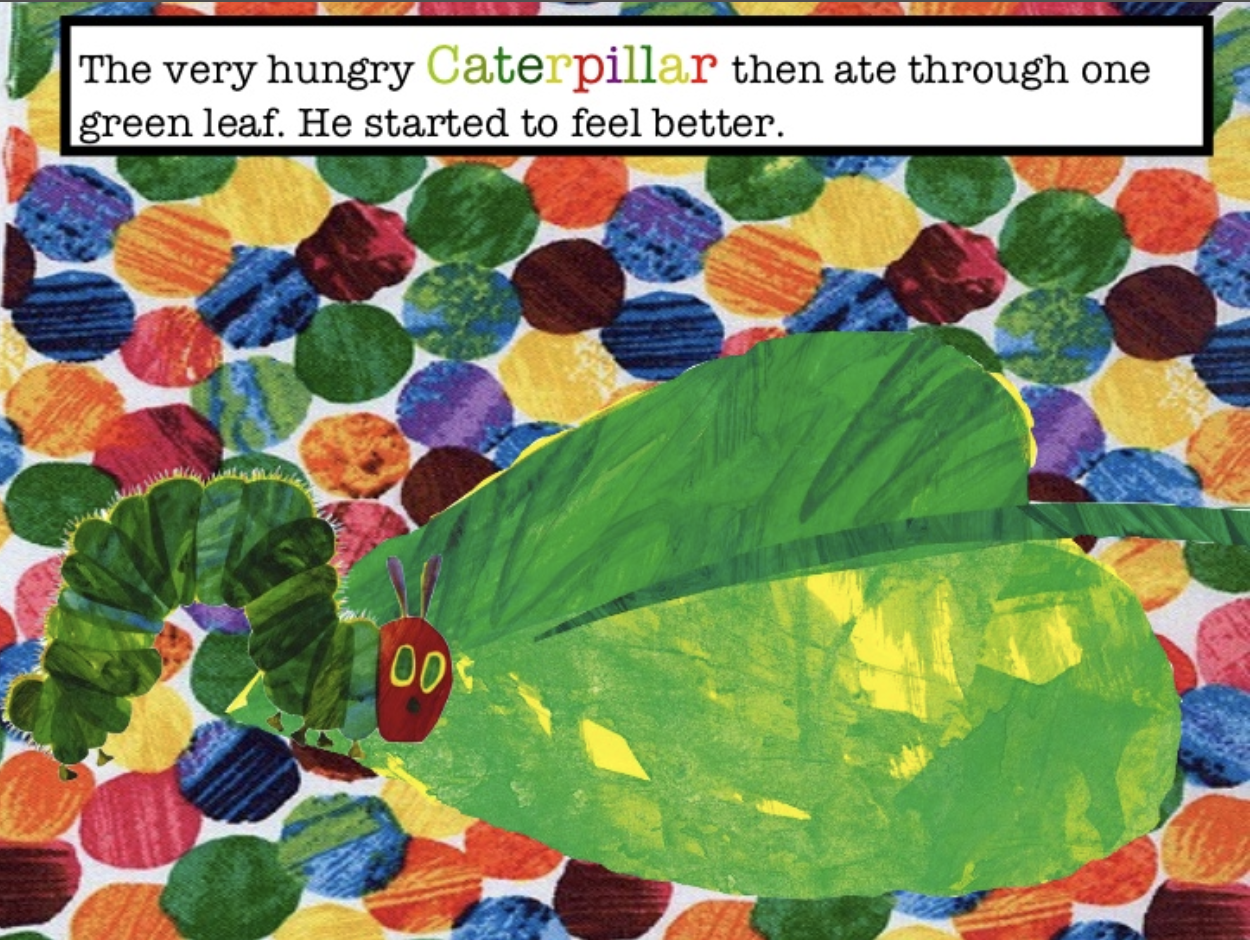 The very hungry Caterpillar then ate through one
green leaf. He started to feel better.